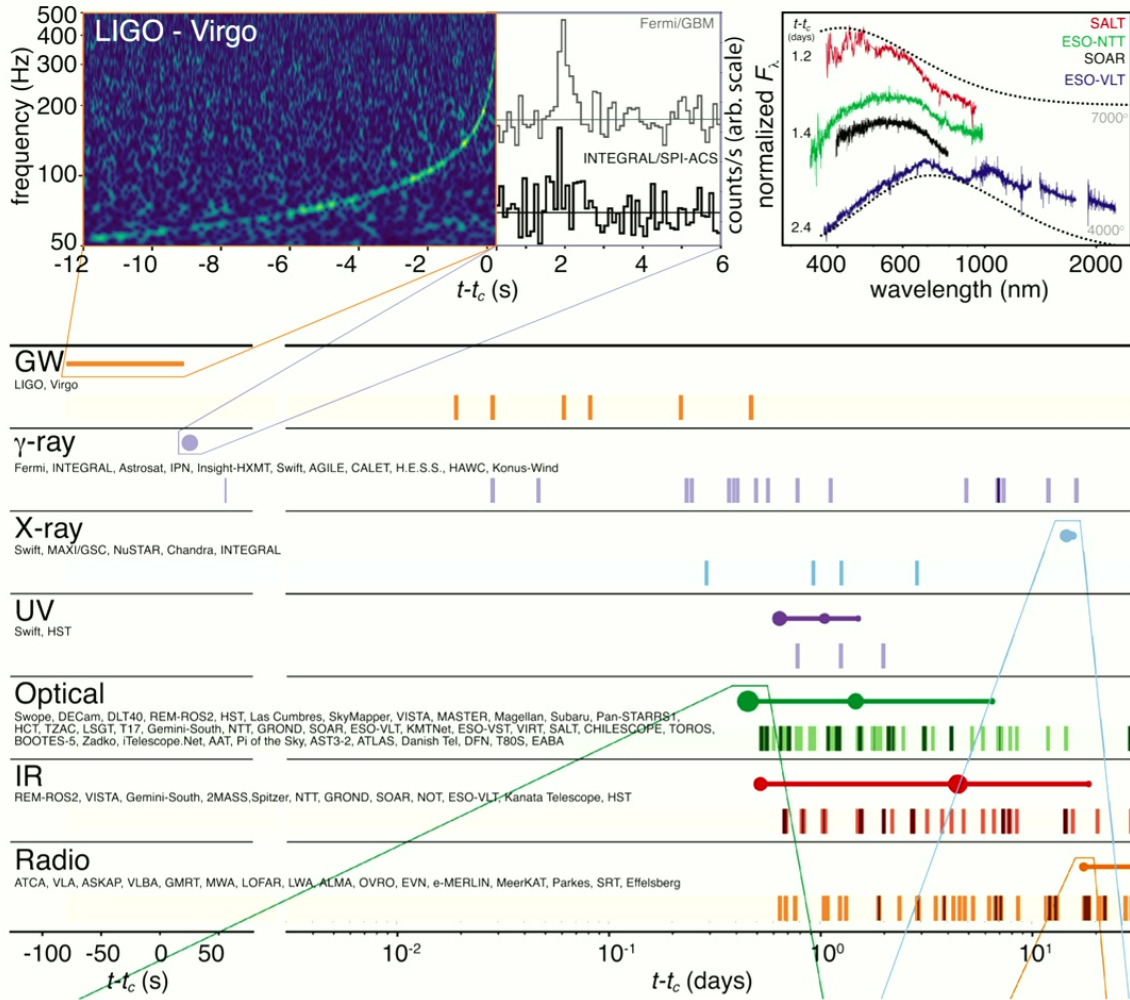 LIGO - Virgo
frequency (Hz)
500
400
300
200
100
50
-12
-10
-8
-6
-4
-2
0
2
4
6
t-tc (s)
Fermi/GBM
INTEGRAL/SPI-ACS
counts/s (arb. scale)
normalized Fλ
t-tc
(days)
1.2
1.4
2.4
SALT
ESO-NTT
SOAR
ESO-VLT
7000°
4000°
400
600
1000
2000
wavelength (nm)
GW
LIGO, Virgo
γ-ray
Fermi, INTEGRAL, Astrosat, IPN, Insight-HXMT, Swift, AGILE, CALET, H.E.S.S., HAWC, Konus-Wind
X-ray
Swift, MAXI/GSC, NuSTAR, Chandra, INTEGRAL
UV
Swift, HST
Optical
Swope, DECam, DLT40, REM-ROS2, HST, Las Cumbres, SkyMapper, VISTA, MASTER, Magellan, Subaru, Pan-STARRS1,
HCT, TZAC, LSGT, T17, Gemini-South, NTT, GROND, SOAR, ESO-VLT, KMTNet, ESO-VST, VIRT, SALT, CHILESCOPE, TOROS,
BOOTES-5, Zadko, iTelescope.Net, AAT, Pi of the Sky, AST3-2, ATLAS, Danish Tel, DFN, T80S, EABA
IR
REM-ROS2, VISTA, Gemini-South, 2MASS,Spitzer, NTT, GROND, SOAR, NOT, ESO-VLT, Kanata Telescope, HST
Radio
ATCA, VLA, ASKAP, VLBA, GMRT, MWA, LOFAR, LWA, ALMA, OVRO, EVN, e-MERLIN, MeerKAT, Parkes, SRT, Effelsberg
-100 -50 0 50
t-tc (s)
10⁻² 10⁻¹ 10⁰ 10¹
t-tc (days)